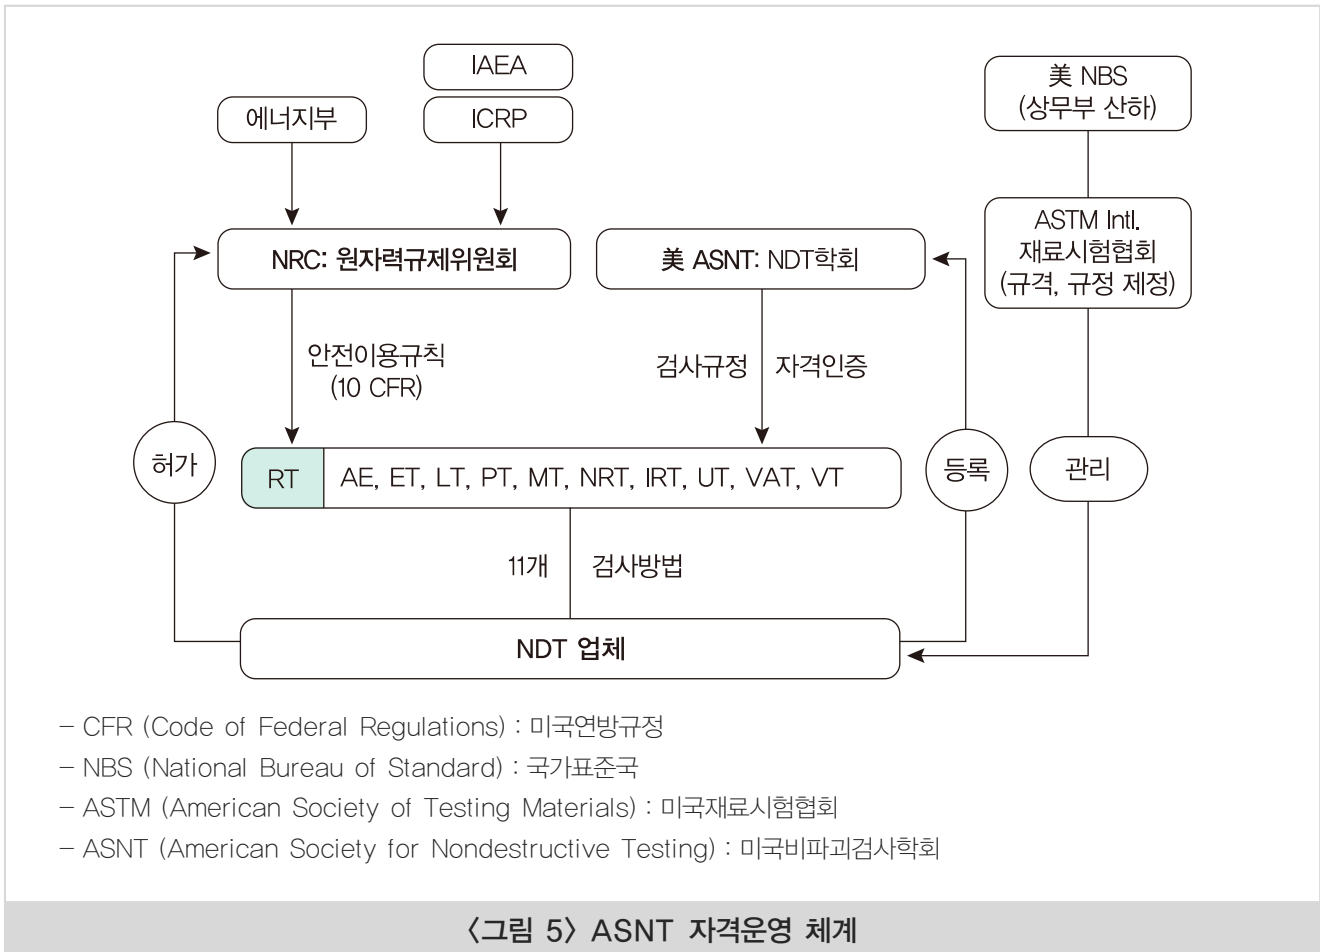 IAEA
ICRP
에너지부
美 NBS
(상무부 산하)
NRC: 원자력규제위원회
美 ASNT: NDT학회
ASTM Intl.
재료시험협회
(규격, 규정 제정)
안전이용규칙
(10 CFR)
검사규정 자격인증
허가
RT AE, ET, LT, PT, MT, NRT, IRT, UT, VAT, VT
등록
관리
11개 검사방법
NDT 업체
- CFR (Code of Federal Regulations) : 미국연방규정
- NBS (National Bureau of Standard) : 국가표준국
- ASTM (American Society of Testing Materials) : 미국재료시험협회
- ASNT (American Society for Nondestructive Testing) : 미국비파괴검사학회
〈그림 5〉 ASNT 자격운영 체계